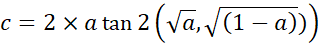 c = 2 × a tan 2 (√a, √(1 − a)))